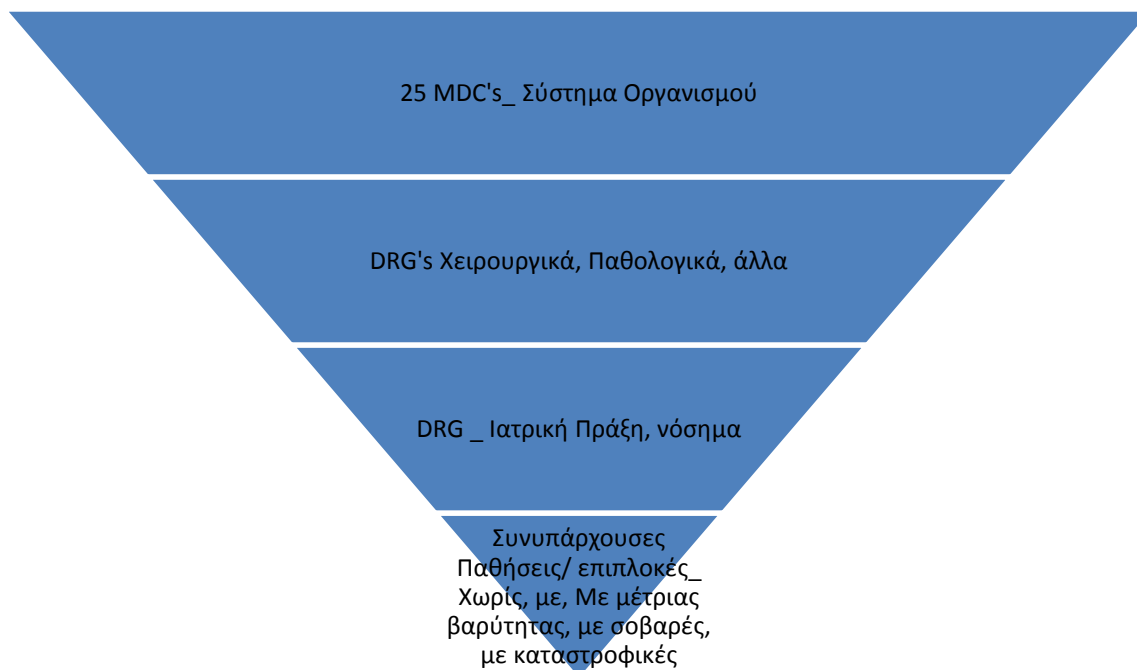 25 MDC's_ Σύστημα Οργανισμού
DRG's Χειρουργικά, Παθολογικά, άλλα
DRG _ Ιατρική Πράξη, νόσημα
Συνυπάρχουσες
Παθήσεις/ επιπλοκές_
Χωρίς, με, Με μέτριας
βαρύτητας, με σοβαρές,
με καταστροφικές